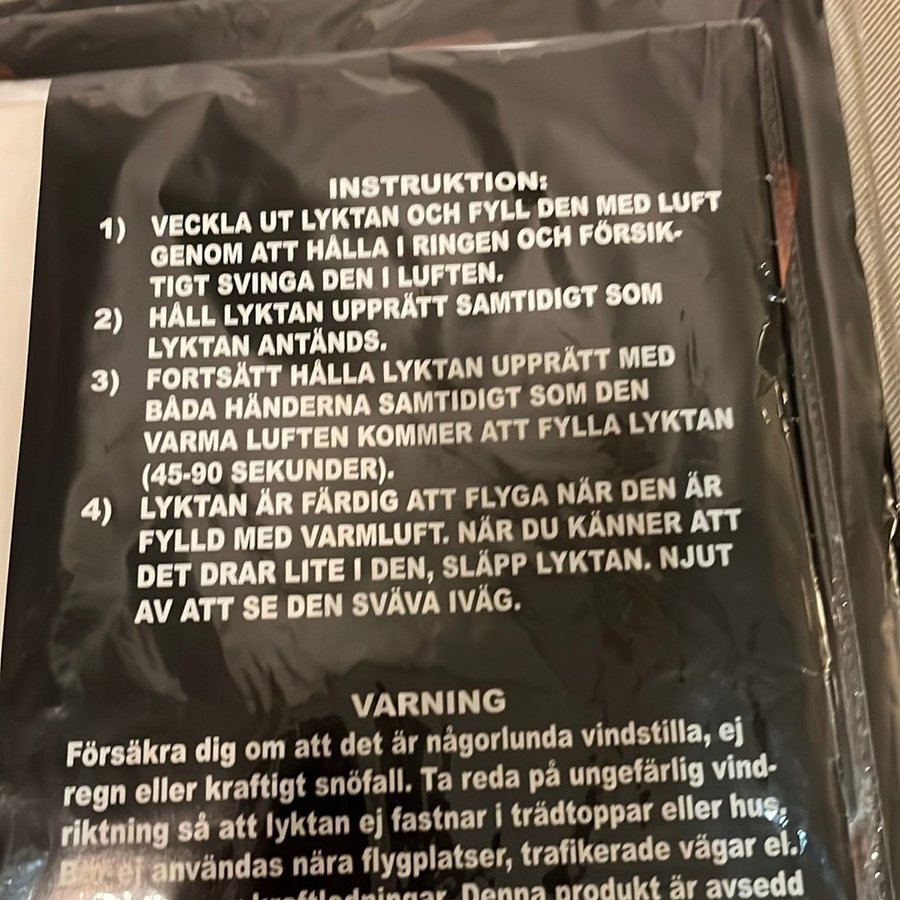 INSTRUKTION:
1) VECKLA UT LYKTAN OCH FYLL DEN MED LUFT
GENOM ATT HÅLLA I RINGEN OCH FÖRSIK-
TIGT SVINGA DEN I LUFTEN.
2) HÅLL LYKTAN UPPRÄTT SAMTIDIGT SOM
LYKTAN ANTÄNDS.
3) FORTSÄTT HÅLLA LYKTAN UPPRÄTT MED
BÅDA HÄNDERNA SAMTIDIGT SOM DEN
VARMA LUFTEN KOMMER ATT FYLLA LYKTAN
(45-90 SEKUNDER).
4) LYKTAN ÄR FÄRDIG ATT FLYGA NÄR DEN ÄR
FYLLD MED VARMLUFT. NÄR DU KÄNNER ATT
DET DRAR LITE I DEN, SLÄPP LYKTAN. NJUT
AV ATT SE DEN SVÄVA IVÄG.
VARNING
Försäkra dig om att det är någorlunda vindstilla, ej
regn eller kraftigt snöfall. Ta reda på ungefärlig vind-
riktning så att lyktan ej fastnar i trädtoppar eller hus.
ej användas nära flygplatser, trafikerade vägar el.
kraftledningar. Denna produkt är avsedd